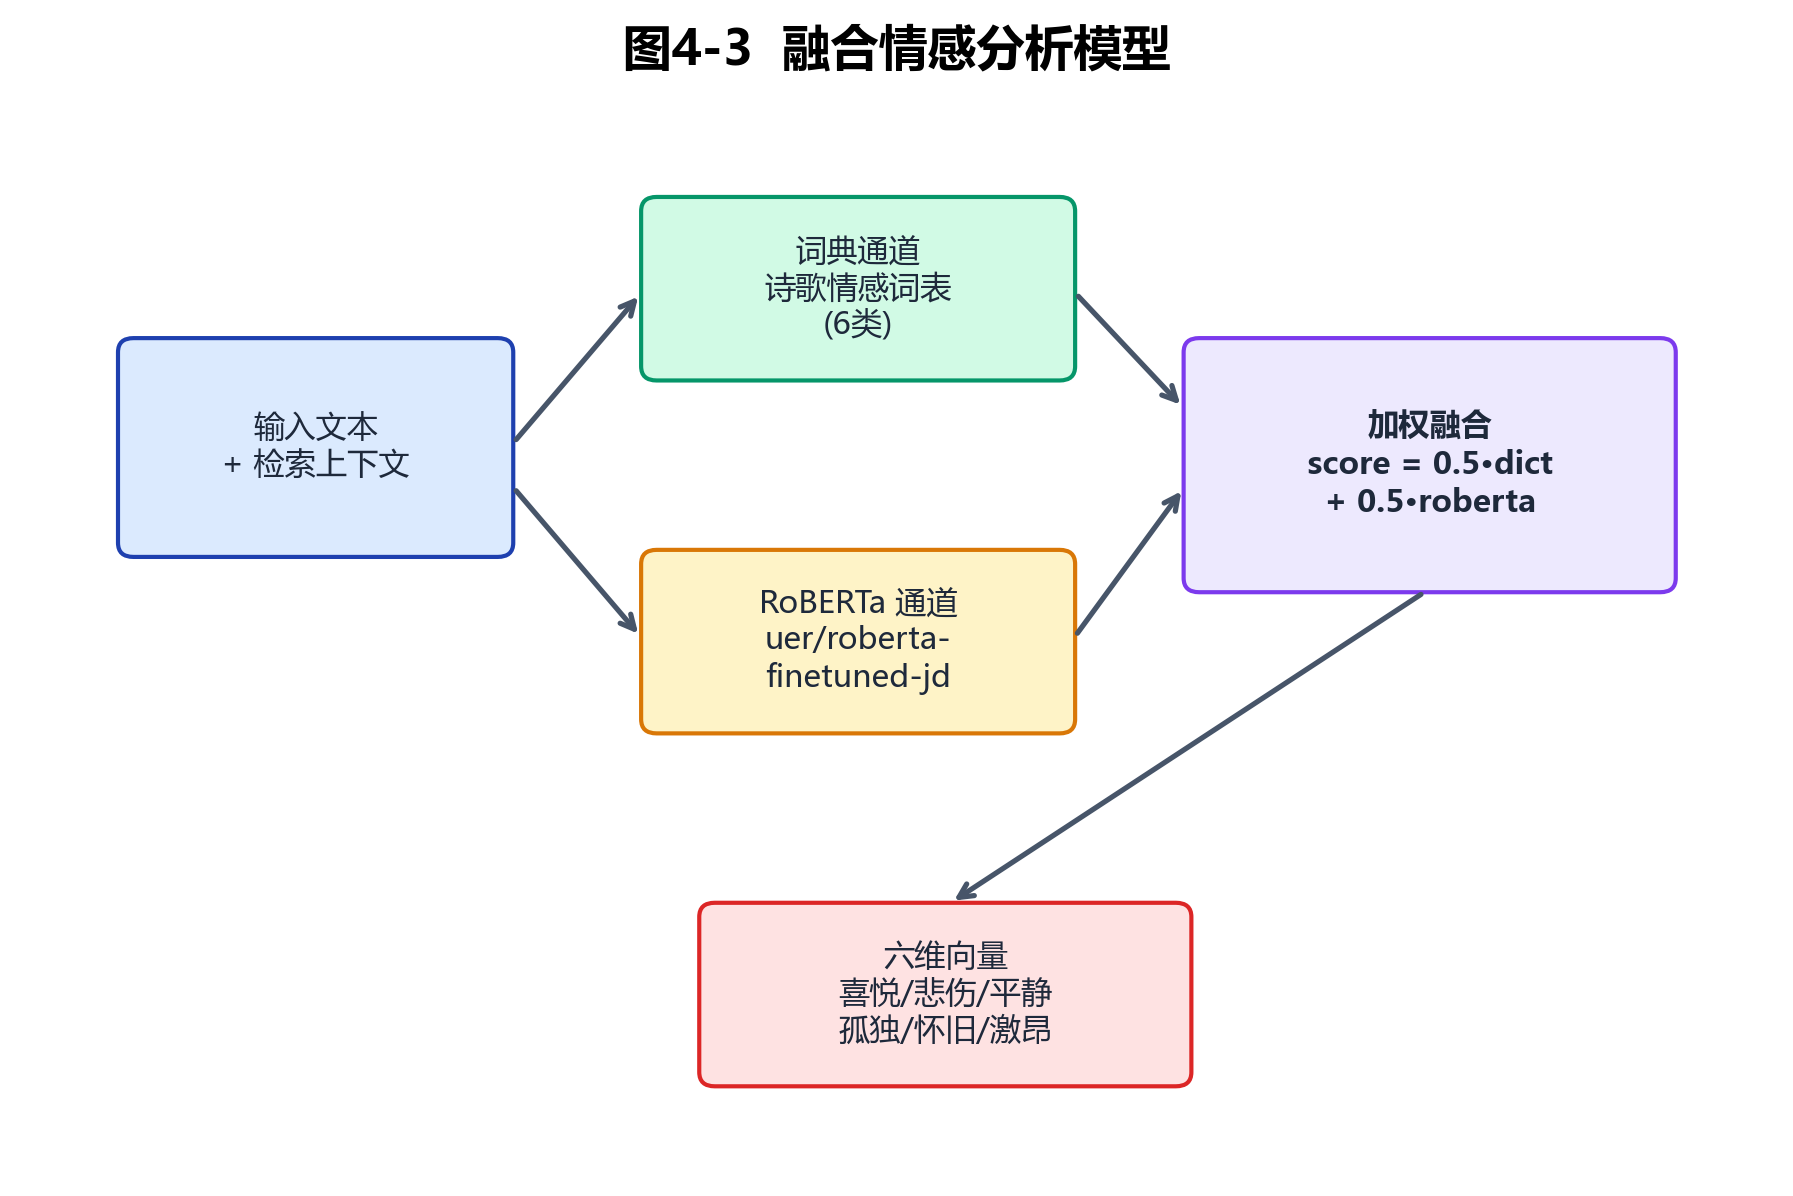 图4-3 融合情感分析模型
输入文本
+ 检索上下文
词典通道
诗歌情感词表
(6类)
RoBERTa 通道
uer/roberta-
finetuned-jd
加权融合
score = 0.5•dict
+ 0.5•roberta
六维向量
喜悦/悲伤/平静
孤独/怀旧/激昂